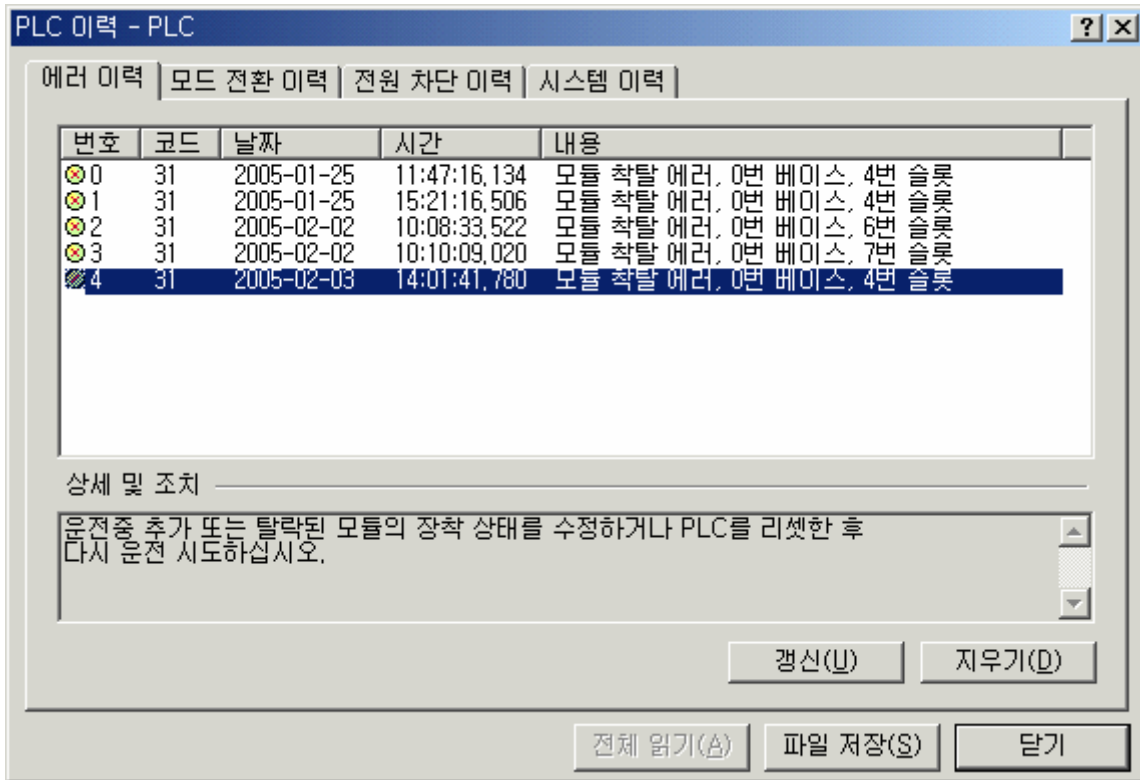 PLC 이력 - PLC
에러 이력 모드 전환 이력 전원 차단 이력 시스템 이력
번호 코드 날짜 시간 내용
0 31 2005-01-25 11:47:16,134 모듈 착탈 에러, 0번 베이스, 4번 슬롯
1 31 2005-01-25 15:21:16,506 모듈 착탈 에러, 0번 베이스, 4번 슬롯
2 31 2005-02-02 10:08:33,522 모듈 착탈 에러, 0번 베이스, 6번 슬롯
3 31 2005-02-02 10:10:09,020 모듈 착탈 에러, 0번 베이스, 7번 슬롯
4 31 2005-02-03 14:01:41,780 모듈 착탈 에러, 0번 베이스, 4번 슬롯
상세 및 조치
운전중 추가 또는 탈락된 모듈의 장착 상태를 수정하거나 PLC를 리셋한 후
다시 운전 시도하십시오.
갱신(U) 지우기(D)
전체 읽기(A) 파일 저장(S) 닫기